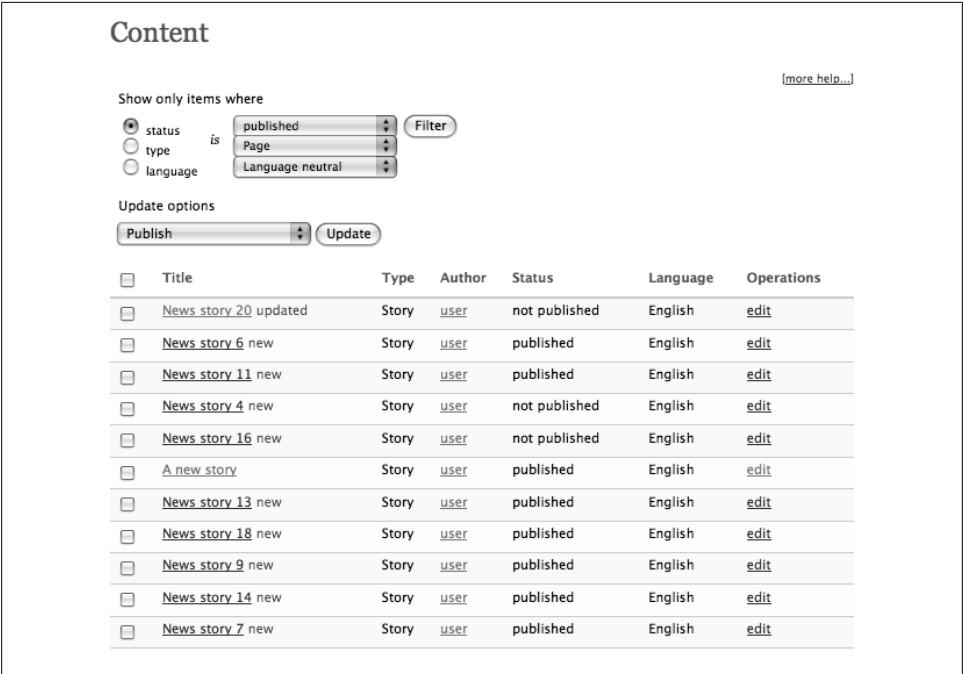 Content
[more help...]
Show only items where
status
type
language
is
published
Page
Language neutral
Filter
Update options
Publish
Update
Title Type Author Status Language Operations
News story 20 updated Story user not published English edit
News story 6 new Story user published English edit
News story 11 new Story user published English edit
News story 4 new Story user not published English edit
News story 16 new Story user not published English edit
A new story Story user published English edit
News story 13 new Story user published English edit
News story 18 new Story user published English edit
News story 9 new Story user published English edit
News story 14 new Story user published English edit
News story 7 new Story user published English edit